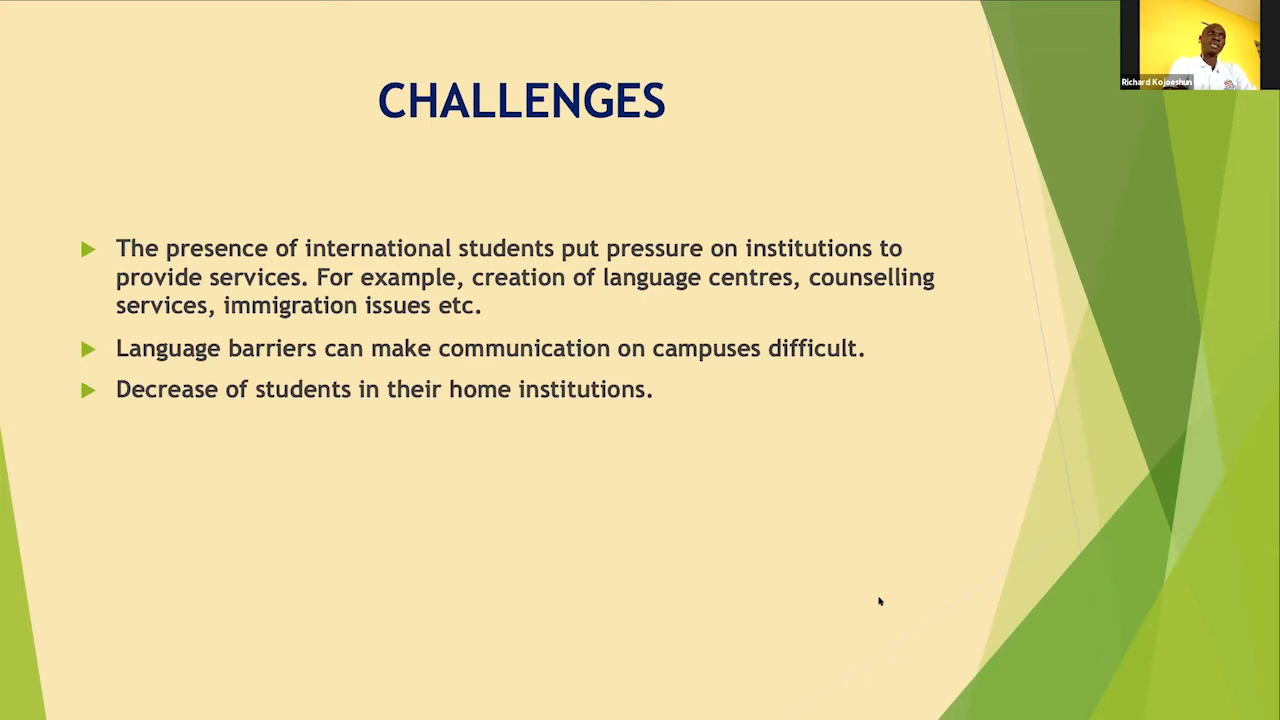 CHALLENGES
Richard Kojoeshun
The presence of international students put pressure on institutions to
provide services. For example, creation of language centres, counselling
services, immigration issues etc.
Language barriers can make communication on campuses difficult.
Decrease of students in their home institutions.